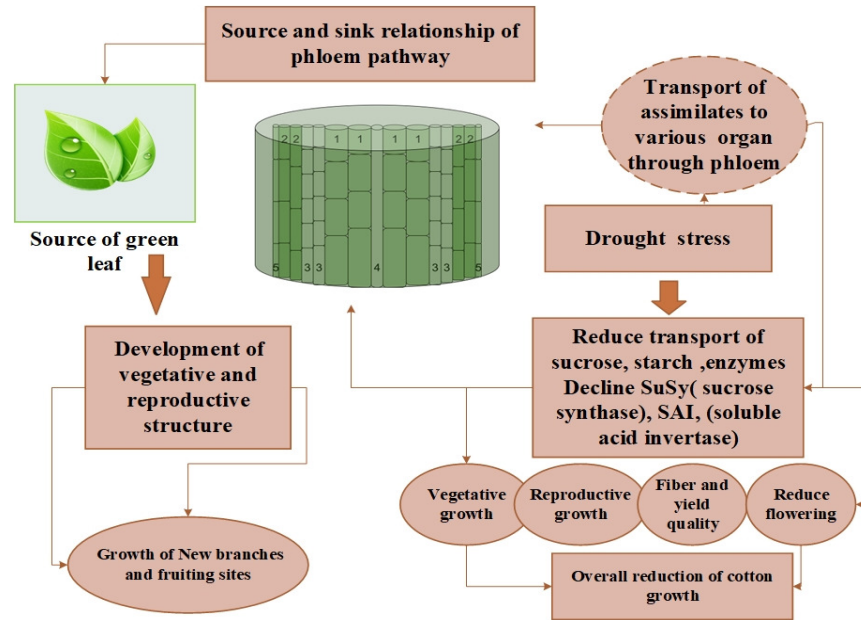 Source and sink relationship of
phloem pathway
Transport of
assimilates to
various organ
through phloem
2 2 1 1 1 1 2 2
5 3 3 4 3 3 5
Source of green
leaf
Drought stress
Development of
vegetative and
reproductive
structure
Reduce transport of
sucrose, starch ,enzymes
Decline SuSy( sucrose
synthase), SAI, (soluble
acid invertase)
Vegetative
growth
Reproductive
growth
Fiber and
yield
quality
Reduce
flowering
Growth of New branches
and fruiting sites
Overall reduction of cotton
growth